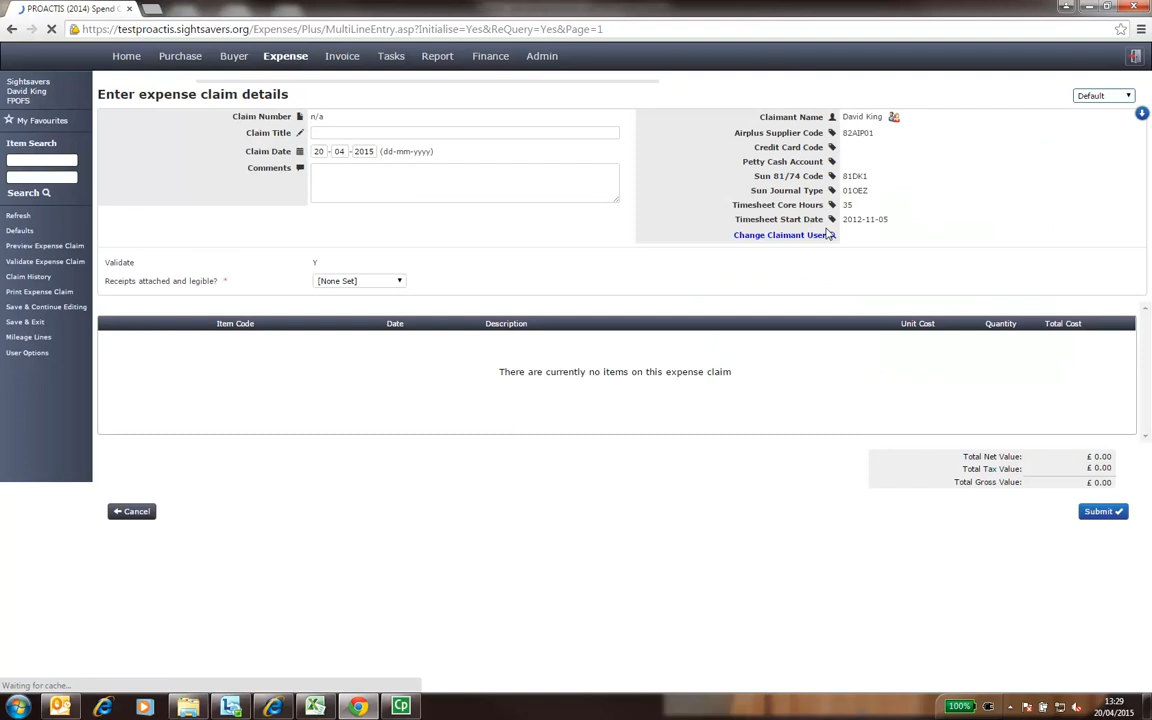 PROACTIS (2014) Spend C
https://testproactis.sightsavers.org/Expenses/Plus/MultiLineEntry.asp?Initialise=Yes&ReQuery=Yes&Page=1
Home Purchase Buyer Expense Invoice Tasks Report Finance Admin
Sightsavers
David King
FPOFS
My Favourites
Item Search
Search
Refresh
Defaults
Preview Expense Claim
Validate Expense Claim
Claim History
Print Expense Claim
Save & Continue Editing
Save & Exit
Mileage Lines
User Options
Enter expense claim details
Default
Claim Number n/a
Claim Title
Claim Date 20 - 04 - 2015 (dd-mm-yyyy)
Comments
Claimant Name David King
Airplus Supplier Code 82AIP01
Credit Card Code
Petty Cash Account
Sun 81/74 Code 81DK1
Sun Journal Type 01OEZ
Timesheet Core Hours 35
Timesheet Start Date 2012-11-05
Change Claimant User
Validate Y
Receipts attached and legible? * [None Set]
Item Code Date Description Unit Cost Quantity Total Cost
There are currently no items on this expense claim
Total Net Value: £ 0.00
Total Tax Value: £ 0.00
Total Gross Value: £ 0.00
Cancel Submit
Waiting for cache...
100% 13:29
20/04/2015